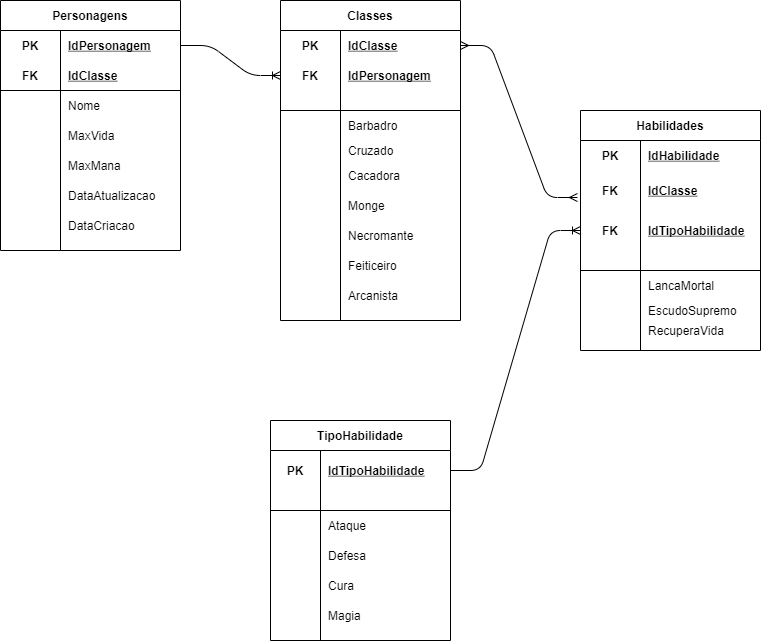 Personagens
PK IdPersonagem
FK IdClasse
Nome
MaxVida
MaxMana
DataAtualizacao
DataCriacao
Classes
PK IdClasse
FK IdPersonagem
Barbadro
Cruzado
Cacadora
Monge
Necromante
Feiticeiro
Arcanista
Habilidades
PK IdHabilidade
FK IdClasse
FK IdTipoHabilidade
LancaMortal
EscudoSupremo
RecuperaVida
TipoHabilidade
PK IdTipoHabilidade
Ataque
Defesa
Cura
Magia